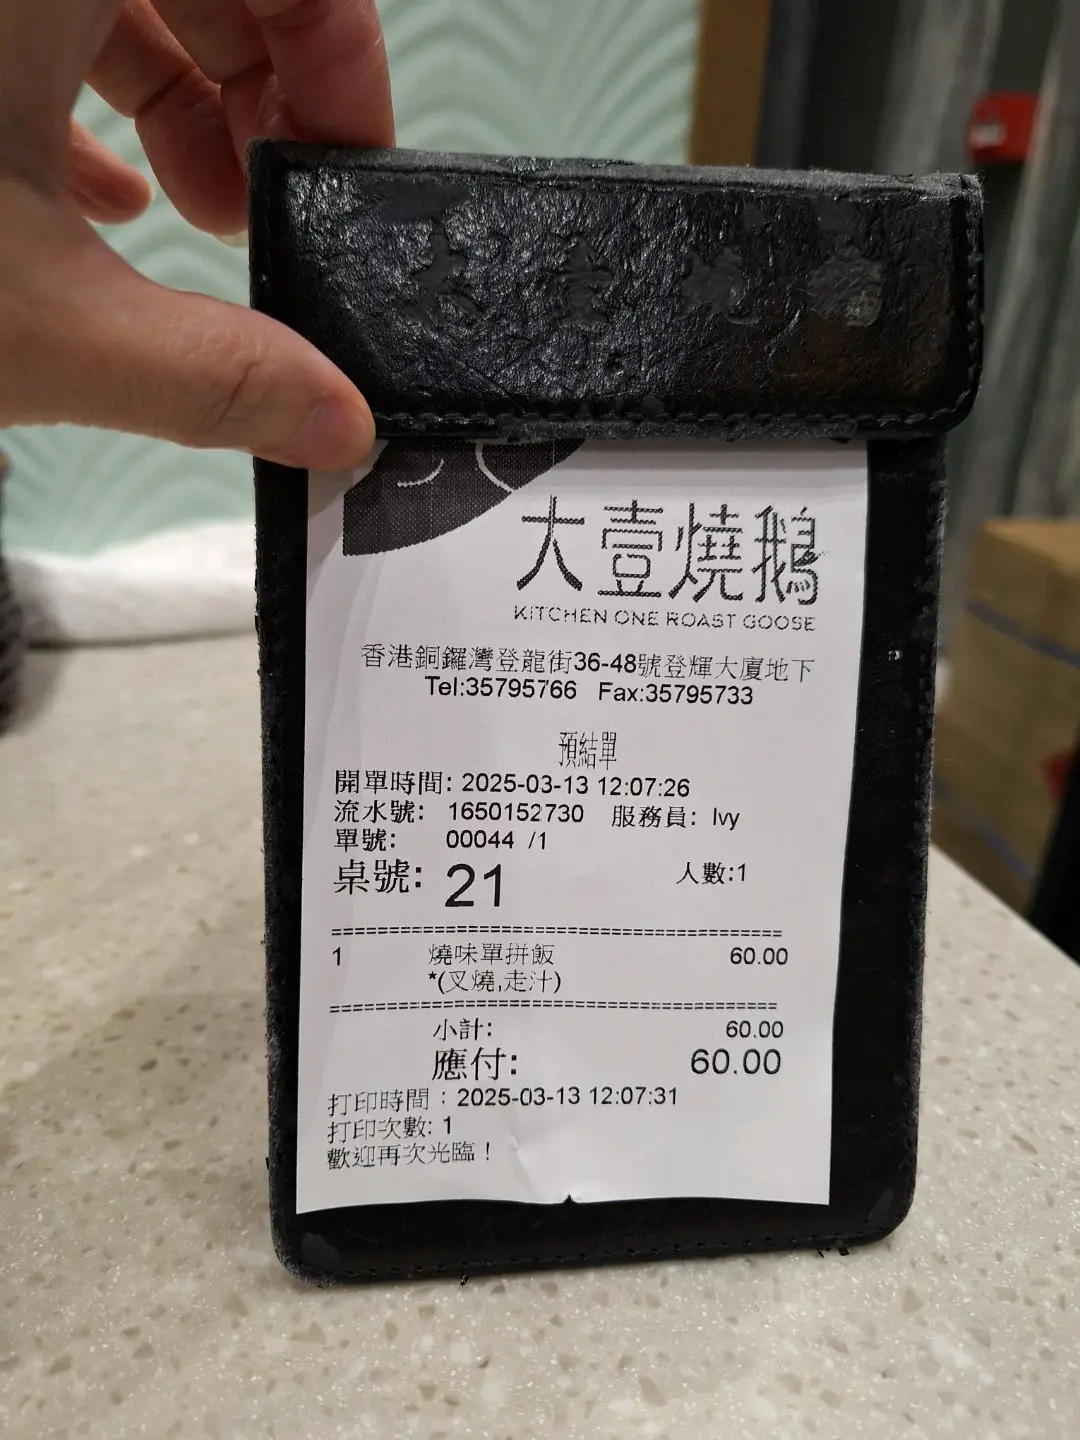 大壹燒鵝
大壹燒鵝
KITCHEN ONE ROAST GOOSE
香港銅鑼灣登龍街36-48號登輝大廈地下
Tel:35795766 Fax:35795733
預結單
開單時間: 2025-03-13 12:07:26
流水號: 1650152730 服務員: Ivy
單號: 00044 /1
桌號: 21 人數:1
1 燒味單拼飯 60.00
*(叉燒,走汁)
小計: 60.00
應付: 60.00
打印時間：2025-03-13 12:07:31
打印次數: 1
歡迎再次光臨！